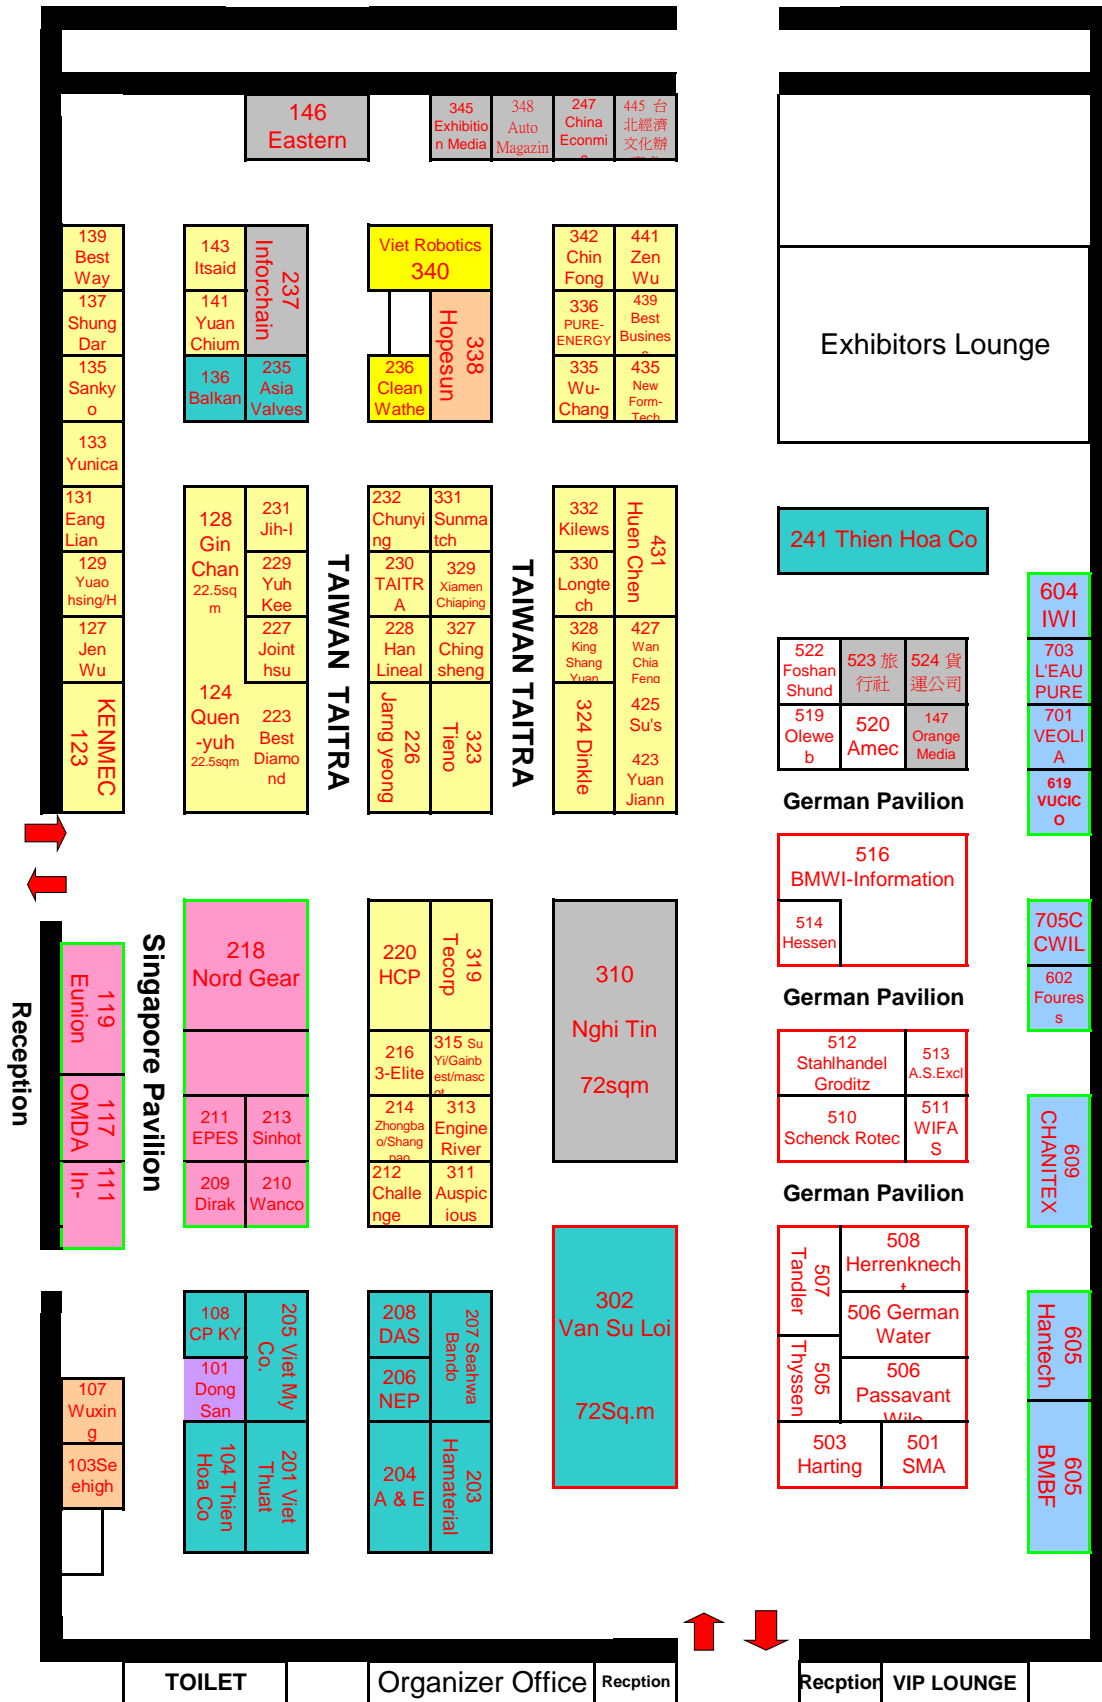 146
Eastern
345
Exhibitio
n Media
348
Auto
Magazin
247
China
Econmi
445 台
北經濟
文化辦
139
Best
Way
143
Itsaid
237
Inforchain
Viet Robotics
340
342
Chin
Fong
441
Zen
Wu
137
Shung
Dar
141
Yuan
Chium
338
Hopesun
336
PURE-
ENERGY
439
Best
Busines
Exhibitors Lounge
135
Sanky
o
136
Balkan
235
Asia
Valves
236
Clean
Wathe
335
Wu-
Chang
435
New
Form-
Tech
133
Yunica
131
Eang
Lian
128
Gin
Chan
22.5sq
m
231
Jih-I
232
Chunyi
ng
331
Sunma
tch
332
Kilews
431
Huen Chen
241 Thien Hoa Co
129
Yuao
hsing/H
229
Yuh
Kee
TAIWAN TAITRA
230
TAITR
A
329
Xiamen
Chiaping
TAIWAN TAITRA
330
Longte
ch
604
IWI
127
Jen
Wu
227
Joint
hsu
228
Han
Lineal
327
Ching
sheng
328
King
Shang
Yuan
427
Wan
Chia
Feng
522
Foshan
Shund
523 旅
行社
524 貨
運公司
703
L'EAU
PURE
KENMEC
123
124
Quen
-yuh
22.5sqm
223
Best
Diamo
nd
226
Jarng yeong
323
Tieno
324 Dinkle
425
Su's
423
Yuan
Jiann
519
Olewe
b
520
Amec
147
Orange
Media
701
VEOLI
A
German Pavilion
619
VUCIC
O
516
BMWI-Information
514
Hessen
Reception
119
Eunion
Singapore Pavilion
218
Nord Gear
220
HCP
319
Tecorp
310
Nghi Tin
72sqm
705C
CWIL
German Pavilion
602
Foures
s
216
3-Elite
315 Su
Yi/Gainb
est/masc
ot
512
Stahlhandel
Groditz
513
A.S.Excl
117
OMDA
211
EPES
213
Sinhot
214
Zhongba
o/Shang
pao
313
Engine
River
510
Schenck Rotec
511
WIFA
S
609
CHANITEX
111
In-
209
Dirak
210
Wanco
212
Challe
nge
311
Auspic
ious
German Pavilion
302
Van Su Loi
72Sq.m
507
Tandler
508
Herrenknech
108
CP KY
205 Viet My
Co.
208
DAS
207 Seahwa
Bando
506 German
Water
605
Hantech
101
Dong
San
206
NEP
505
Thyssen
506
Passavant
Wilo
107
Wuxin
g
103Se
ehigh
104 Thien
Hoa Co
201 Viet
Thuat
204
A & E
203
Hamaterial
503
Harting
501
SMA
605
BMBF
TOILET
Organizer Office
Recption
Recption
VIP LOUNGE